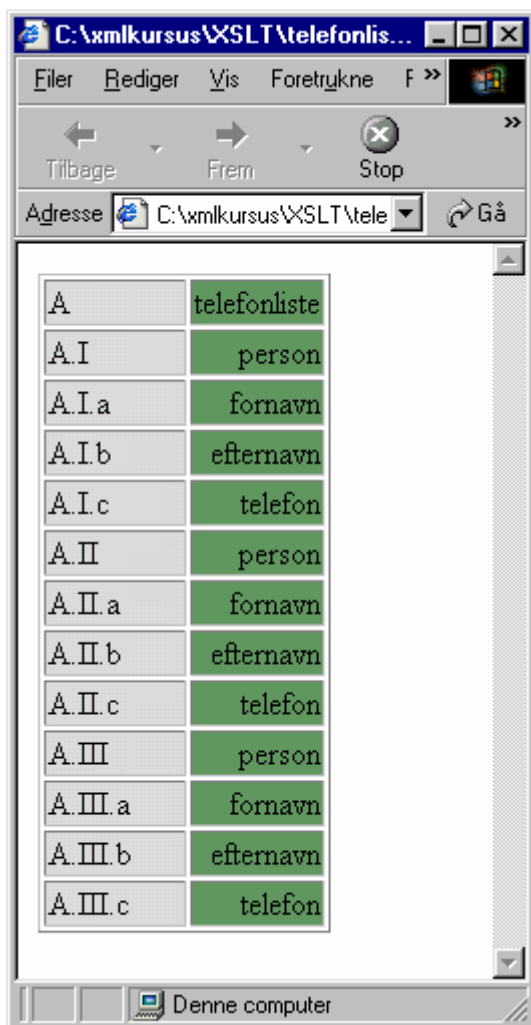 C:\xmlkursus\XSLT\telefonlis...
Filer Rediger Vis Foretrukne F »
Tilbage Frem Stop »
Adresse C:\xmlkursus\XSLT\tele Gå
A telefonliste
A.I person
A.I.a fornavn
A.I.b efternavn
A.I.c telefon
A.II person
A.II.a fornavn
A.II.b efternavn
A.II.c telefon
A.III person
A.III.a fornavn
A.III.b efternavn
A.III.c telefon
Denne computer